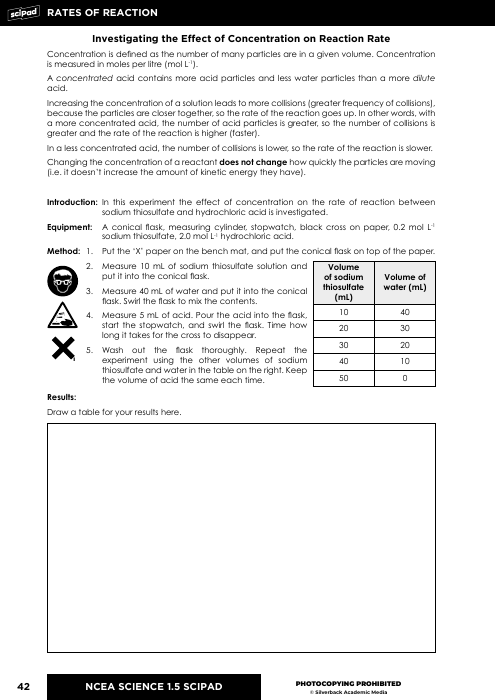 scipad RATES OF REACTION
Investigating the Effect of Concentration on Reaction Rate
Concentration is defined as the number of many particles are in a given volume. Concentration
is measured in moles per litre (mol L⁻¹).
A concentrated acid contains more acid particles and less water particles than a more dilute
acid.
Increasing the concentration of a solution leads to more collisions (greater frequency of collisions),
because the particles are closer together, so the rate of the reaction goes up. In other words, with
a more concentrated acid, the number of acid particles is greater, so the number of collisions is
greater and the rate of the reaction is higher (faster).
In a less concentrated acid, the number of collisions is lower, so the rate of the reaction is slower.
Changing the concentration of a reactant does not change how quickly the particles are moving
(i.e. it doesn't increase the amount of kinetic energy they have).
Introduction: In this experiment the effect of concentration on the rate of reaction between
sodium thiosulfate and hydrochloric acid is investigated.
Equipment: A conical flask, measuring cylinder, stopwatch, black cross on paper, 0.2 mol L⁻¹
sodium thiosulfate, 2.0 mol L⁻¹ hydrochloric acid.
Method: 1. Put the 'X' paper on the bench mat, and put the conical flask on top of the paper.
2. Measure 10 mL of sodium thiosulfate solution and
put it into the conical flask.
3. Measure 40 mL of water and put it into the conical
flask. Swirl the flask to mix the contents.
4. Measure 5 mL of acid. Pour the acid into the flask,
start the stopwatch, and swirl the flask. Time how
long it takes for the cross to disappear.
5. Wash out the flask thoroughly. Repeat the
experiment using the other volumes of sodium
thiosulfate and water in the table on the right. Keep
the volume of acid the same each time.
Volume
of sodium
thiosulfate
(mL)
Volume of
water (mL)
10 40
20 30
30 20
40 10
50 0
Results:
Draw a table for your results here.
42
NCEA SCIENCE 1.5 SCIPAD
PHOTOCOPYING PROHIBITED
© Silverback Academic Media